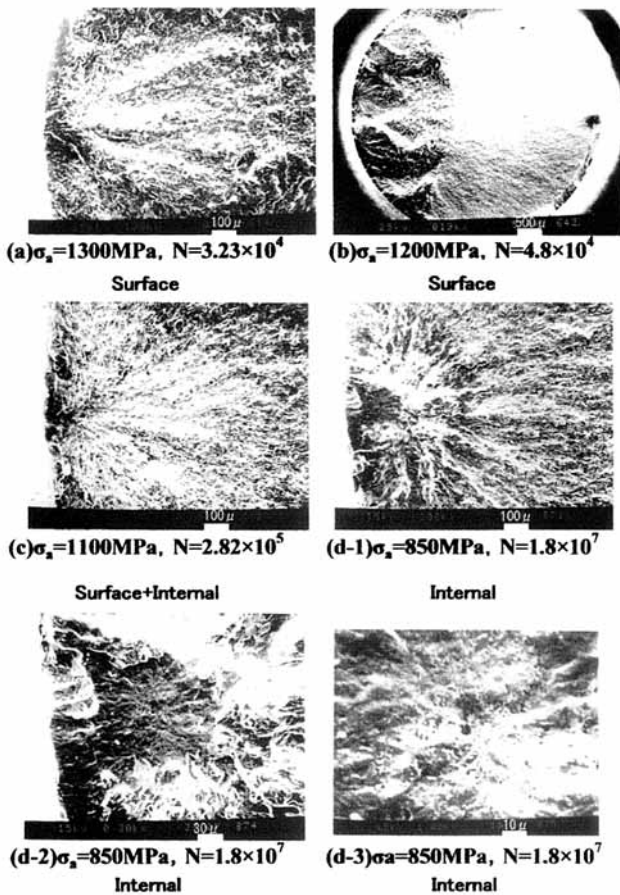 100μ
500μ 642
(a)σₐ=1300MPa, N=3.23×10⁴
(b)σₐ=1200MPa, N=4.8×10⁴
Surface
Surface
100μ
100μ
(c)σₐ=1100MPa, N=2.82×10⁵
(d-1)σₐ=850MPa, N=1.8×10⁷
Surface+Internal
Internal
30μ
10μ
(d-2)σₐ=850MPa, N=1.8×10⁷
(d-3)σa=850MPa, N=1.8×10⁷
Internal
Internal